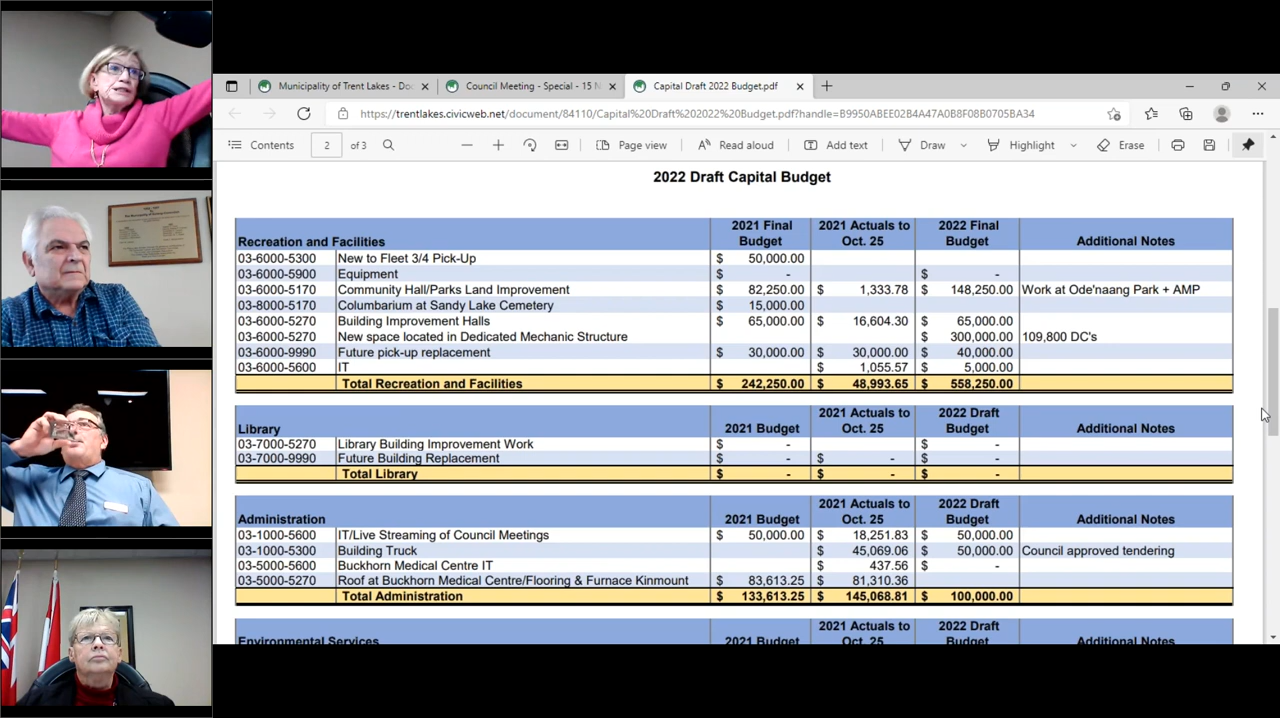 Municipality of Trent Lakes - Doc
Council Meeting - Special - 15 N
Capital Draft 2022 Budget.pdf
https://trentlakes.civicweb.net/document/84110/Capital%20Draft%202022%20Budget.pdf?handle=B9950ABEE02B4A47A0B8F08B0705BA34
Contents 2 of 3 Page view Read aloud Add text Draw Highlight Erase
2022 Draft Capital Budget
Recreation and Facilities 2021 Final Budget 2021 Actuals to Oct. 25 2022 Final Budget Additional Notes
03-6000-5300 New to Fleet 3/4 Pick-Up $ 50,000.00
03-6000-5900 Equipment $ - $ -
03-6000-5170 Community Hall/Parks Land Improvement $ 82,250.00 $ 1,333.78 $ 148,250.00 Work at Ode'naang Park + AMP
03-8000-5170 Columbarium at Sandy Lake Cemetery $ 15,000.00
03-6000-5270 Building Improvement Halls $ 65,000.00 $ 16,604.30 $ 65,000.00
03-6000-5270 New space located in Dedicated Mechanic Structure $ 300,000.00 109,800 DC's
03-6000-9990 Future pick-up replacement $ 30,000.00 $ 30,000.00 $ 40,000.00
03-6000-5600 IT $ 1,055.57 $ 5,000.00
Total Recreation and Facilities $ 242,250.00 $ 48,993.65 $ 558,250.00
Library 2021 Budget 2021 Actuals to Oct. 25 2022 Draft Budget Additional Notes
03-7000-5270 Library Building Improvement Work $ - $ -
03-7000-9990 Future Building Replacement $ - $ - $ -
Total Library $ - $ - $ -
Administration 2021 Budget 2021 Actuals to Oct. 25 2022 Draft Budget Additional Notes
03-1000-5600 IT/Live Streaming of Council Meetings $ 50,000.00 $ 18,251.83 $ 50,000.00
03-1000-5300 Building Truck $ 45,069.06 $ 50,000.00 Council approved tendering
03-5000-5600 Buckhorn Medical Centre IT $ 437.56 $ -
03-5000-5270 Roof at Buckhorn Medical Centre/Flooring & Furnace Kinmount $ 83,613.25 $ 81,310.36
Total Administration $ 133,613.25 $ 145,068.81 $ 100,000.00
Environmental Services 2021 Budget 2021 Actuals to Oct. 25 2022 Draft Budget Additional Notes